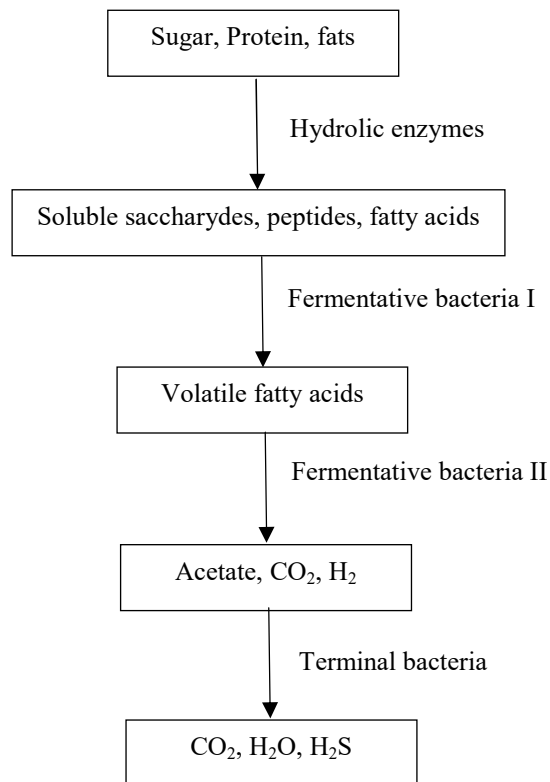 Sugar, Protein, fats
Hydrolic enzymes
Soluble saccharydes, peptides, fatty acids
Fermentative bacteria I
Volatile fatty acids
Fermentative bacteria II
Acetate, CO₂, H₂
Terminal bacteria
CO₂, H₂O, H₂S